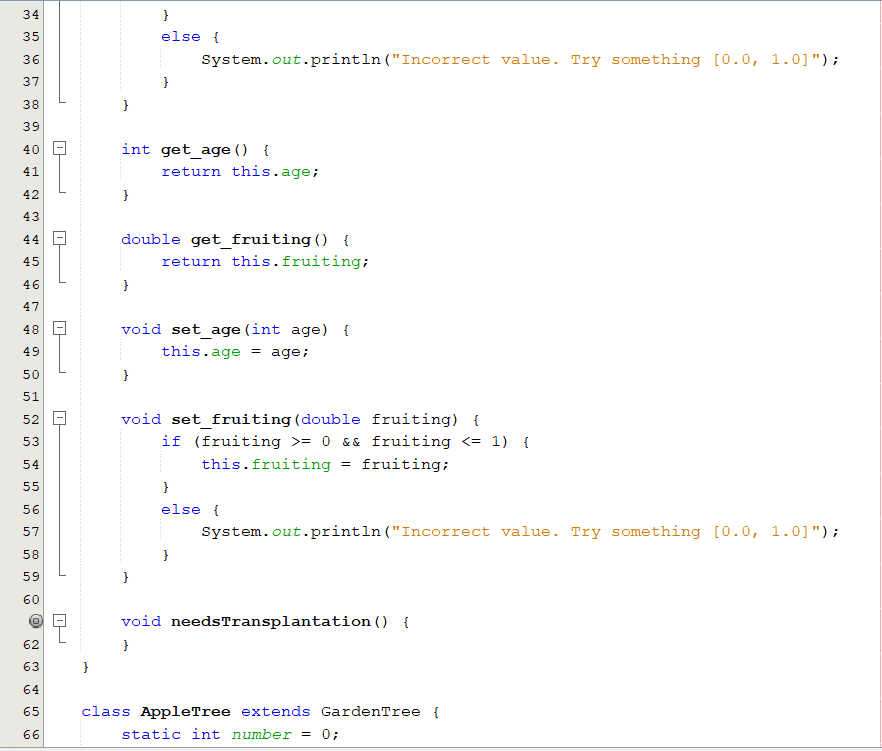 34 }
35 else {
36 System.out.println("Incorrect value. Try something [0.0, 1.0]");
37 }
38 }
39
40 int get_age() {
41 return this.age;
42 }
43
44 double get_fruiting() {
45 return this.fruiting;
46 }
47
48 void set_age(int age) {
49 this.age = age;
50 }
51
52 void set_fruiting(double fruiting) {
53 if (fruiting >= 0 && fruiting <= 1) {
54 this.fruiting = fruiting;
55 }
56 else {
57 System.out.println("Incorrect value. Try something [0.0, 1.0]");
58 }
59 }
60
void needsTransplantation() {
62 }
63 }
64
65 class AppleTree extends GardenTree {
66 static int number = 0;